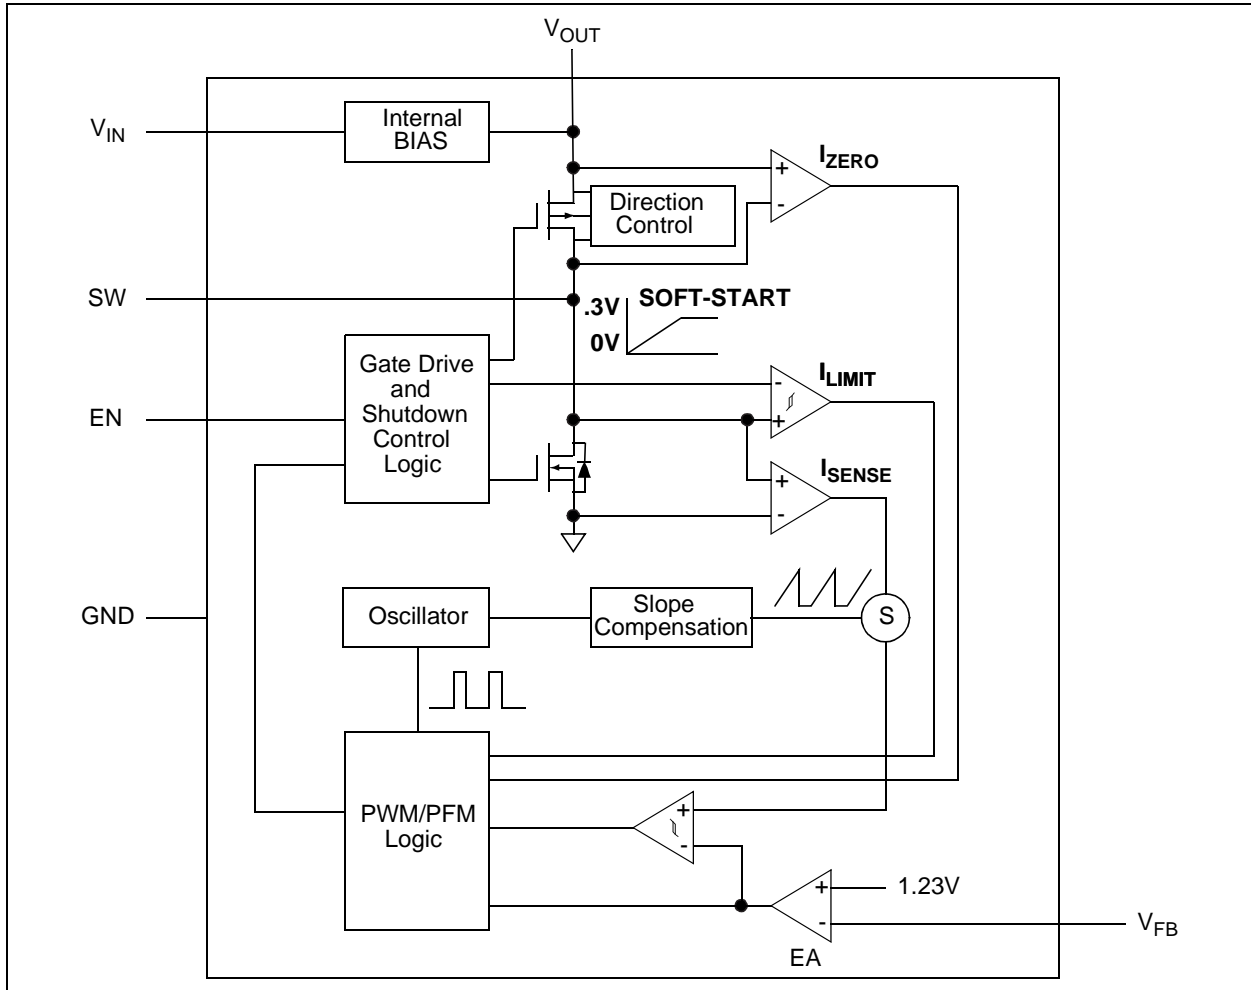 VOUT
VIN
Internal
BIAS
IZERO
+
-
Direction
Control
SW
.3V
SOFT-START
0V
Gate Drive
and
Shutdown
Control
Logic
ILIMIT
-
+
EN
ISENSE
+
-
GND
Oscillator
Slope
Compensation
S
PWM/PFM
Logic
+
-
+
1.23V
-
VFB
EA